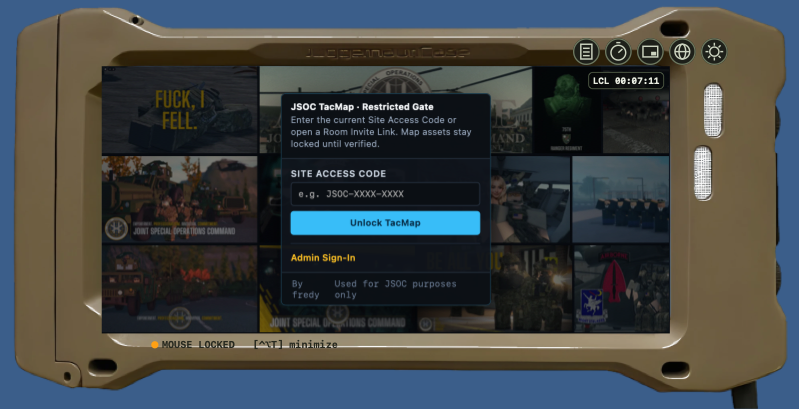 JUGGERNAUT.CASE
LCL 00:07:11
FUCK, I
FELL.
JSOC TacMap · Restricted Gate
Enter the current Site Access Code or
open a Room Invite Link. Map assets stay
locked until verified.
SITE ACCESS CODE
e.g. JSOC-XXXX-XXXX
Unlock TacMap
Admin Sign-In
By fredy
Used for JSOC purposes only
JOINT SPECIAL OPERATIONS COMMAND
JOINT SPECIAL OPERATIONS COMMAND
MOUSE LOCKED [^⌥T] minimize